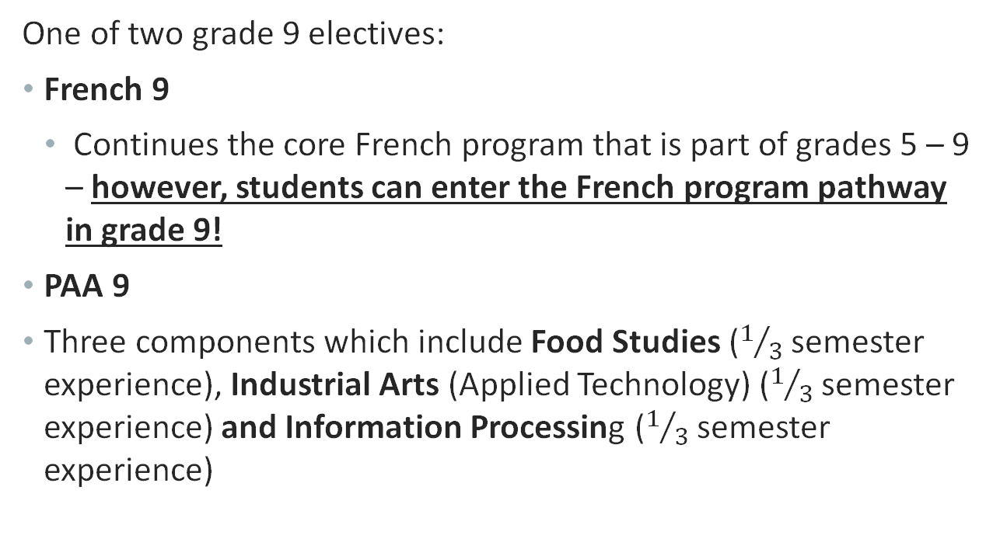 One of two grade 9 electives:
• French 9
• Continues the core French program that is part of grades 5 – 9
– however, students can enter the French program pathway
in grade 9!
• PAA 9
• Three components which include Food Studies (1/3 semester
experience), Industrial Arts (Applied Technology) (1/3 semester
experience) and Information Processing (1/3 semester
experience)